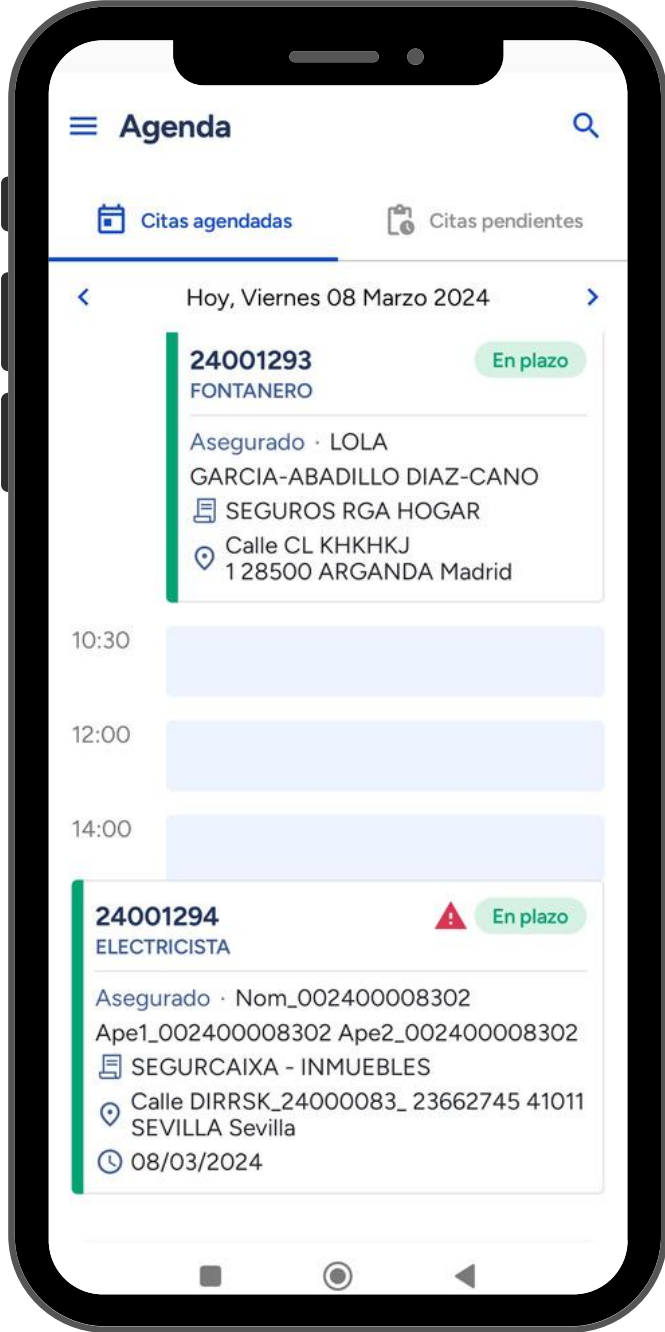 Agenda
Citas agendadas
Citas pendientes
Hoy, Viernes 08 Marzo 2024
24001293
En plazo
FONTANERO
Asegurado · LOLA
GARCIA-ABADILLO DIAZ-CANO
SEGUROS RGA HOGAR
Calle CL KHKHKJ
1 28500 ARGANDA Madrid
10:30
12:00
14:00
24001294
En plazo
ELECTRICISTA
Asegurado · Nom_002400008302
Ape1_002400008302 Ape2_002400008302
SEGURCAIXA - INMUEBLES
Calle DIRRSK_24000083_ 23662745 41011
SEVILLA Sevilla
08/03/2024